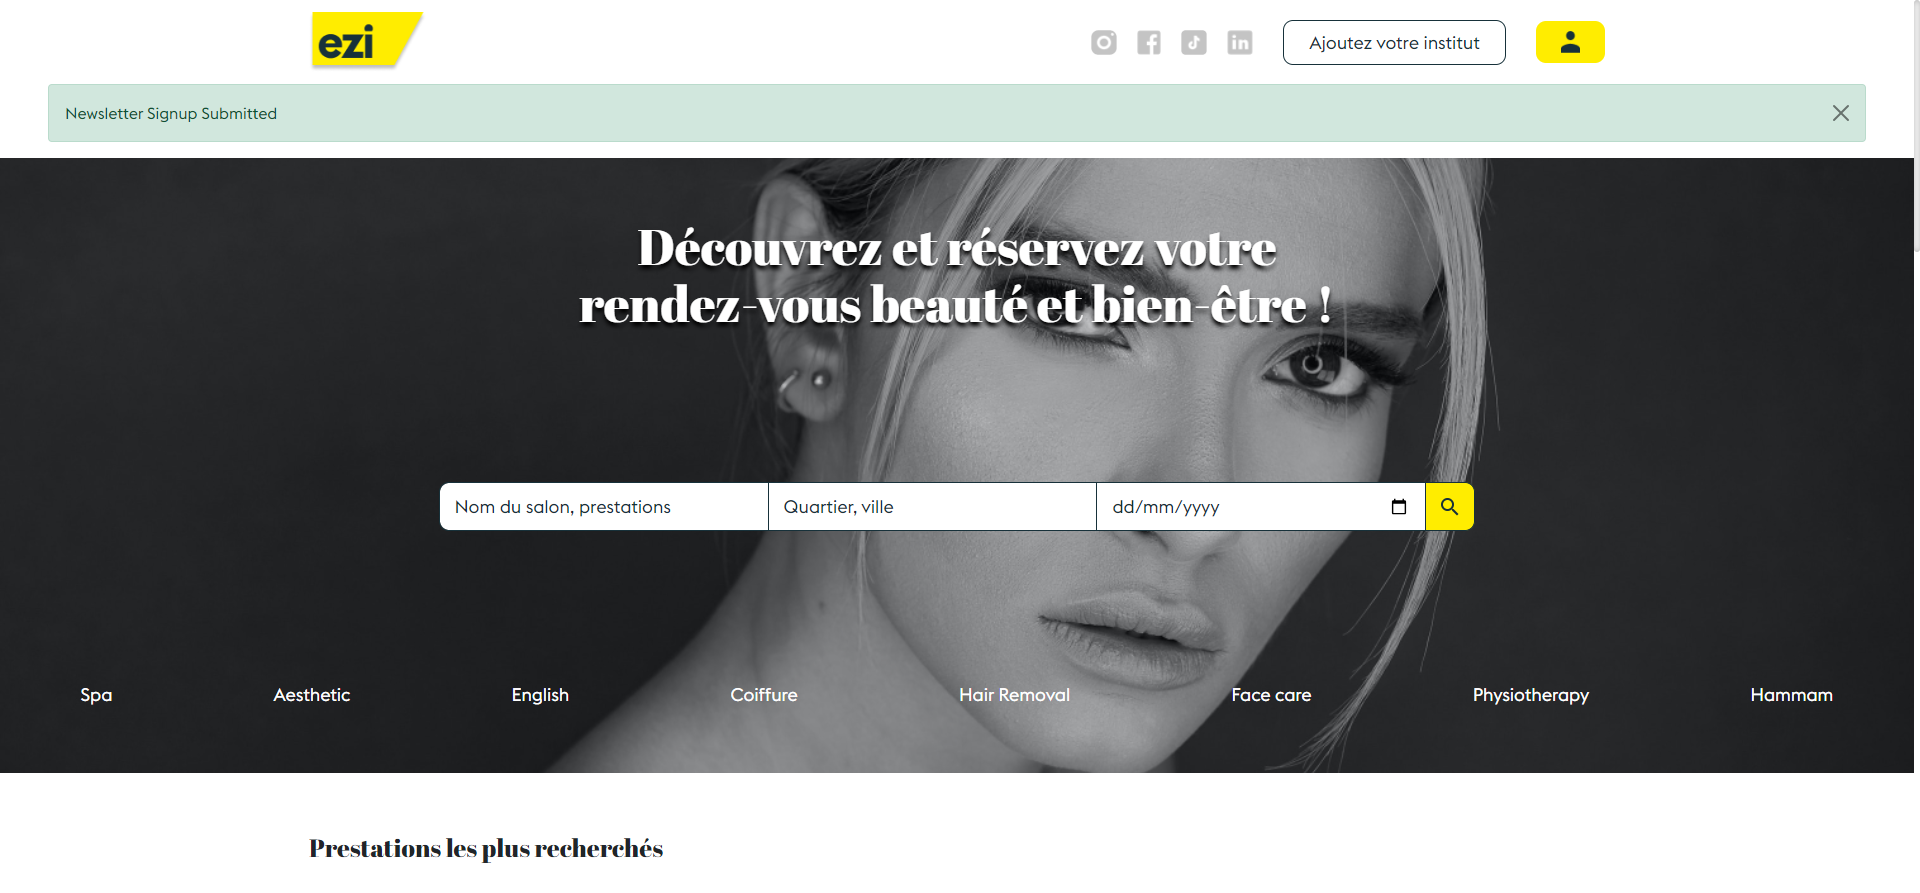 ezi
Ajoutez votre institut
Newsletter Signup Submitted
Découvrez et réservez votre
rendez-vous beauté et bien-être !
Nom du salon, prestations
Quartier, ville
dd/mm/yyyy
Spa
Aesthetic
English
Coiffure
Hair Removal
Face care
Physiotherapy
Hammam
Prestations les plus recherchés